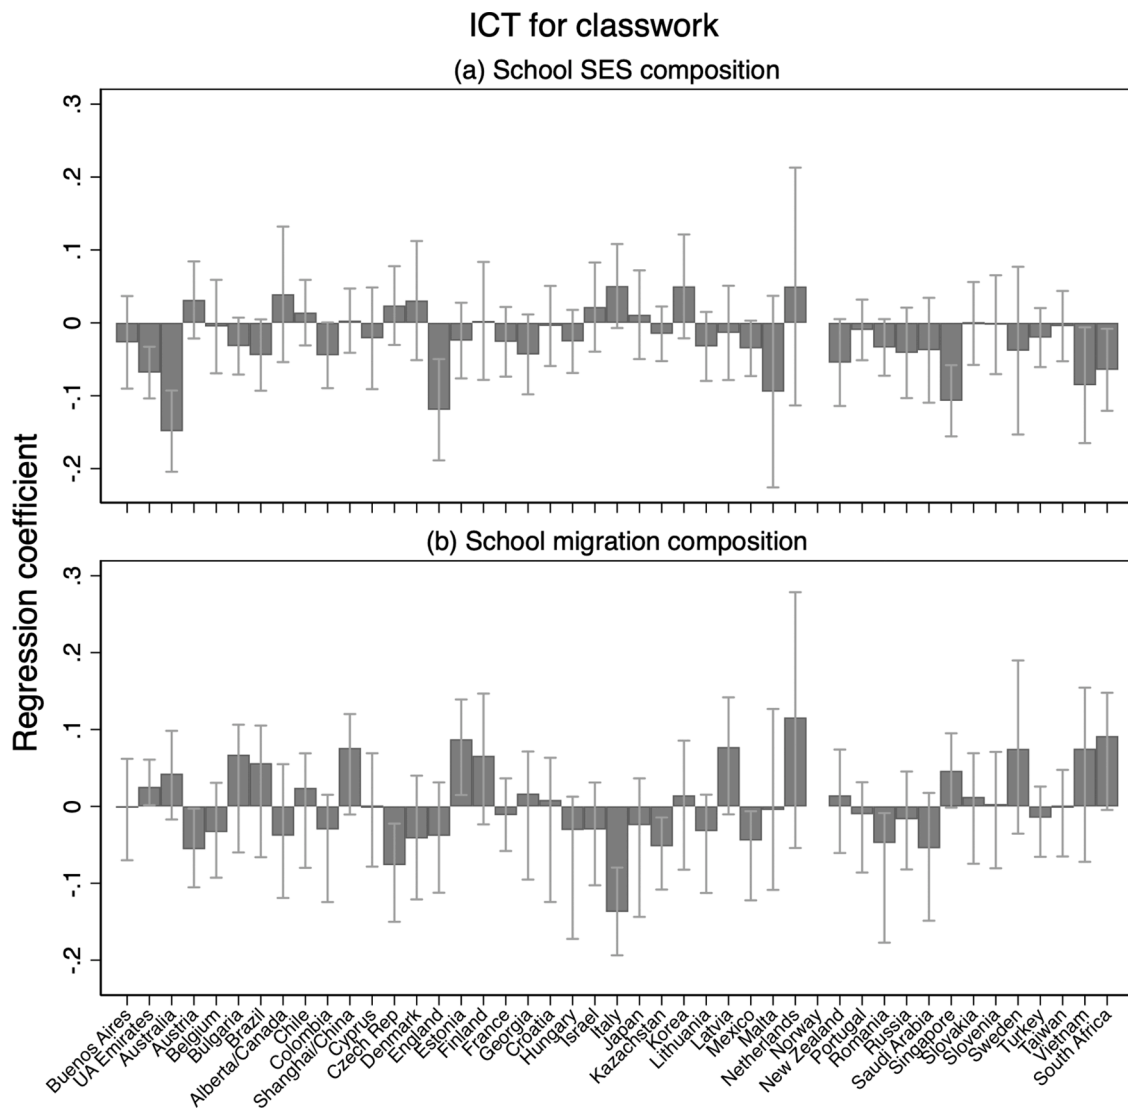 ICT for classwork
(a) School SES composition
.3
.2
.1
0
-.1
-.2
Regression coefficient
(b) School migration composition
.3
.2
.1
0
-.1
-.2
Buenos Aires
UA Emirates
Australia
Austria
Belgium
Bulgaria
Brazil
Alberta/Canada
Chile
Colombia
Shanghai/China
Cyprus
Czech Rep
Denmark
England
Estonia
Finland
France
Georgia
Croatia
Hungary
Israel
Italy
Japan
Kazachstan
Korea
Lithuania
Latvia
Mexico
Malta
Netherlands
Norway
New Zealand
Portugal
Romania
Russia
Saudi Arabia
Singapore
Slovakia
Slovenia
Sweden
Turkey
Taiwan
Vietnam
South Africa